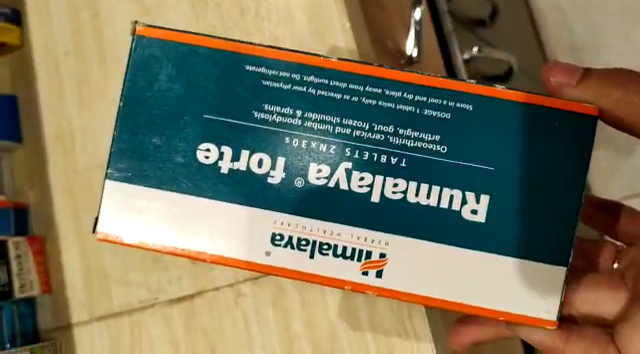 Himalaya®
HERBAL HEALTHCARE
Rumalaya® forte
TABLETS 2Nx30s
Osteoarthritis, cervical and lumbar spondylosis,
arthralgia, gout, frozen shoulder & sprains.
DOSAGE: 1 tablet twice daily, or as directed by your physician.
Store in a cool and dry place, away from direct sunlight. Do not refrigerate.